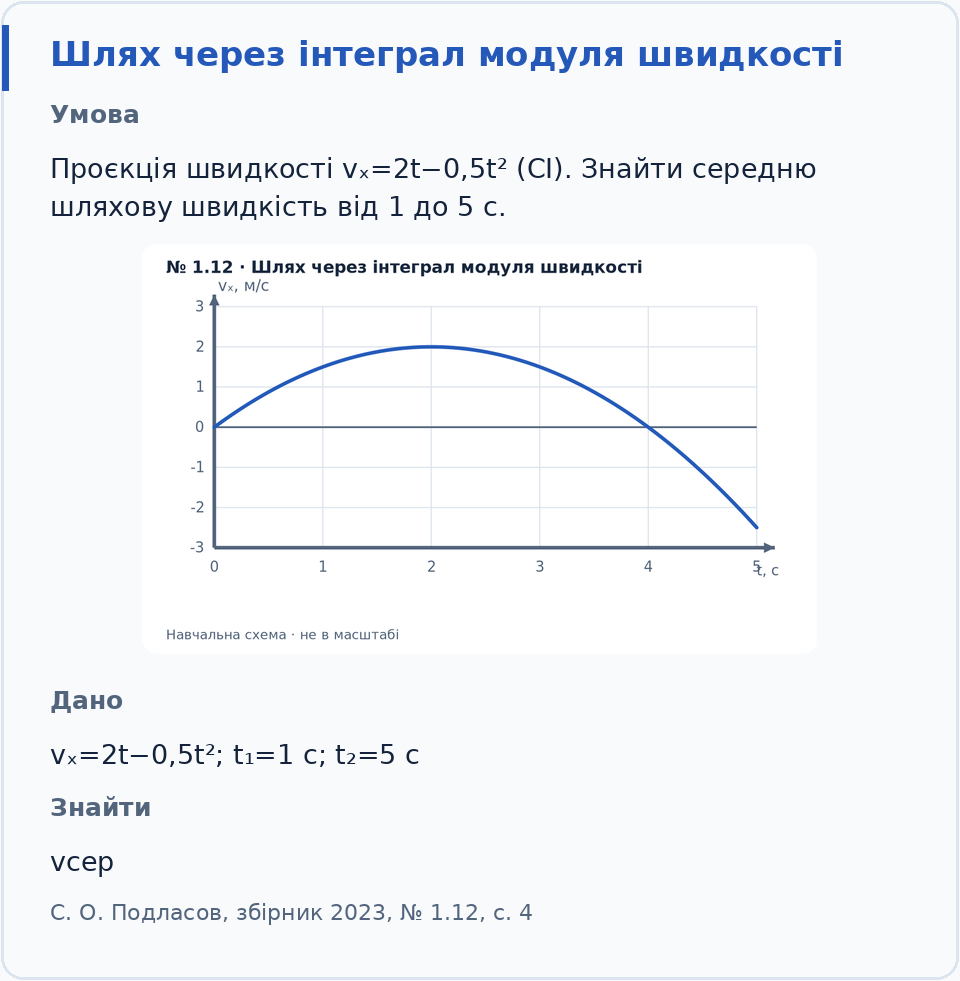 Шлях через інтеграл модуля швидкості
Умова
Проєкція швидкості vₓ=2t−0,5t² (СІ). Знайти середню
шляхову швидкість від 1 до 5 с.
№ 1.12 · Шлях через інтеграл модуля швидкості
vₓ, м/с
3
2
1
0
-1
-2
-3
0 1 2 3 4 5
t, с
Навчальна схема · не в масштабі
Дано
vₓ=2t−0,5t²; t₁=1 с; t₂=5 с
Знайти
vсер
С. О. Подласов, збірник 2023, № 1.12, с. 4